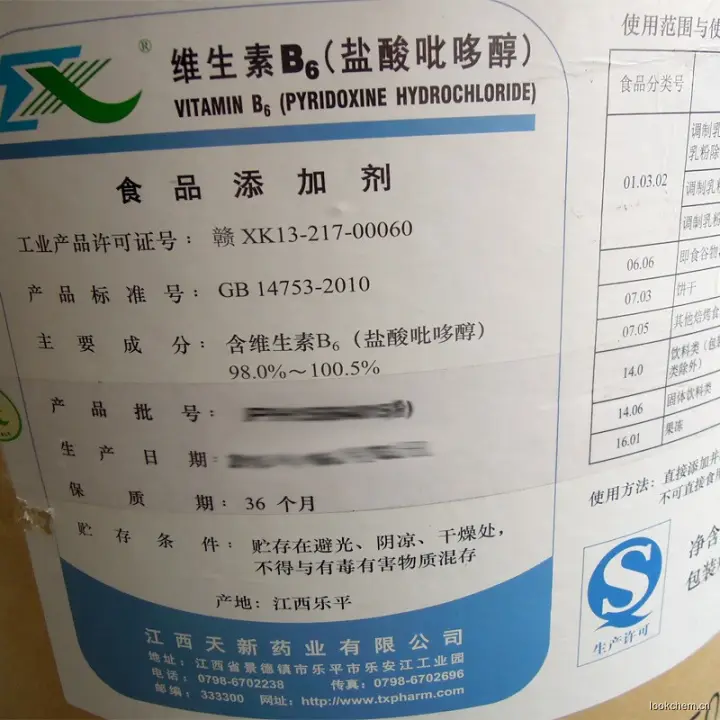 ®
维生素B6(盐酸吡哆醇)
VITAMIN B6 (PYRIDOXINE HYDROCHLORIDE)
食品添加剂
工业产品许可证号：赣 XK13-217-00060
产品标准号：GB 14753-2010
主要成分：含维生素B6（盐酸吡哆醇）
98.0%～100.5%
产品批号：
生产日期：
保质期：36 个月
贮存条件：贮存在避光、阴凉、干燥处，
不得与有毒有害物质混存
产地：江西乐平
江西天新药业有限公司
地址：江西省景德镇市乐平市乐安江工业园
电话：0798-6702238 传真：0798-6702696
邮编：333300 网址：http://www.txpharm.com
使用范围与使
食品分类号
01.03.02
调制乳
乳粉除
调制乳粉
调制乳粉
06.06 即食谷物
07.03 饼干
07.05 其他焙烤食
14.0 饮料类（包装
类除外）
14.06 固体饮料类
16.01 果冻
使用方法：直接添加并
不可直接食用
S
生产许可
净含
包装
lookchem.cn